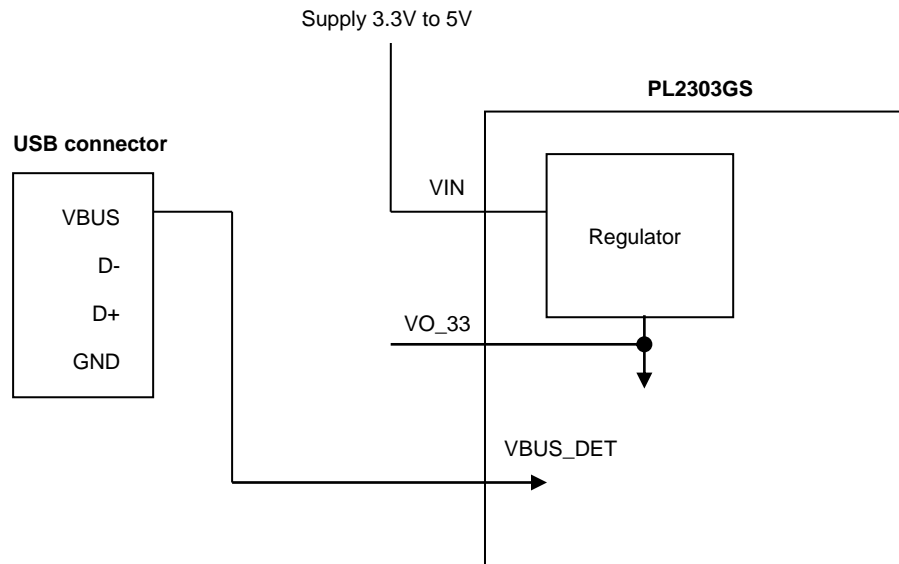 Supply 3.3V to 5V
PL2303GS
USB connector
VIN
VBUS
Regulator
D-
D+
VO_33
GND
VBUS_DET